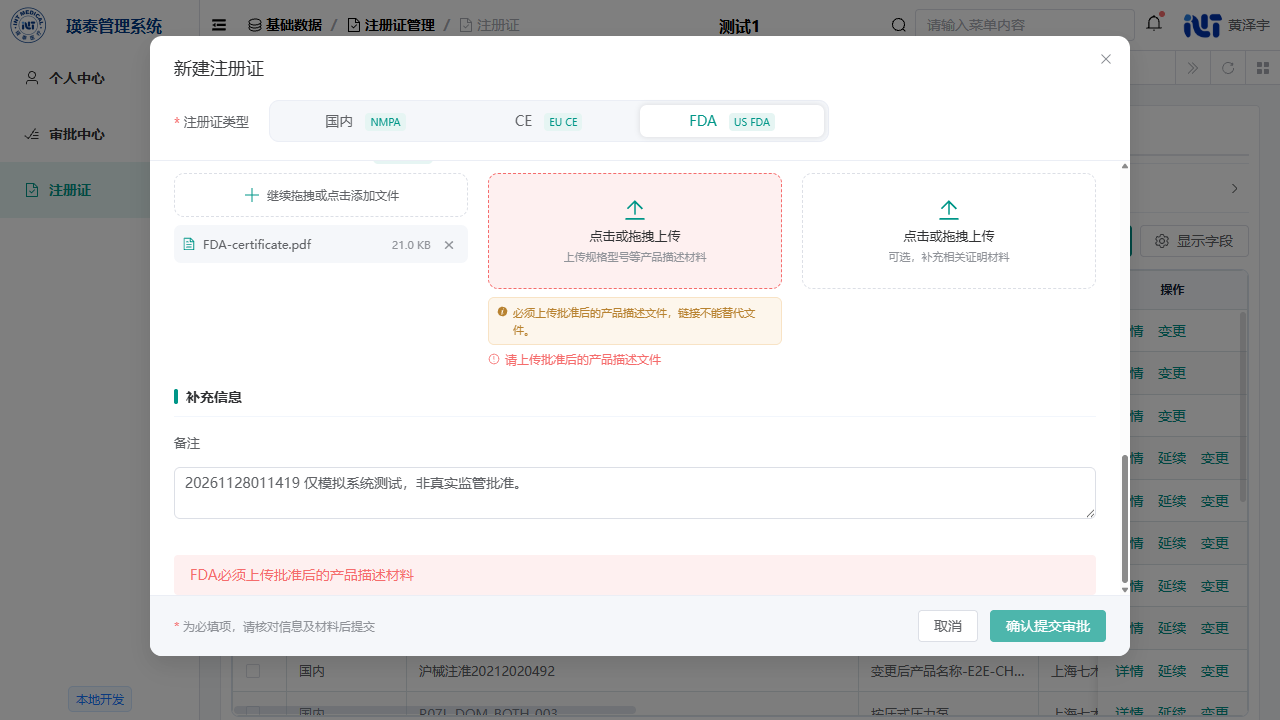 瑛泰管理系统
基础数据 / 注册证管理 / 注册证
测试1
请输入菜单内容
黄泽宇
个人中心
审批中心
注册证
新建注册证
* 注册证类型
国内 NMPA
CE EU CE
FDA US FDA
继续拖拽或点击添加文件
FDA-certificate.pdf 21.0 KB
点击或拖拽上传
上传规格型号等产品描述材料
必须上传批准后的产品描述文件，链接不能替代文
件。
请上传批准后的产品描述文件
点击或拖拽上传
可选，补充相关证明材料
补充信息
备注
20261128011419 仅模拟系统测试，非真实监管批准。
FDA必须上传批准后的产品描述材料
* 为必填项，请核对信息及材料后提交
取消
确认提交审批
显示字段
操作
情 变更
情 变更
情 变更
情 延续 变更
情 延续 变更
情 延续 变更
情 延续 变更
情 延续 变更
国内 沪械注准20212020492 变更后产品名称-E2E-CH... 上海七木 详情 延续 变更
国内 P07L_DOM_BOTH_003 按压式压力泵 上海七木 详情 延续 变更
本地开发